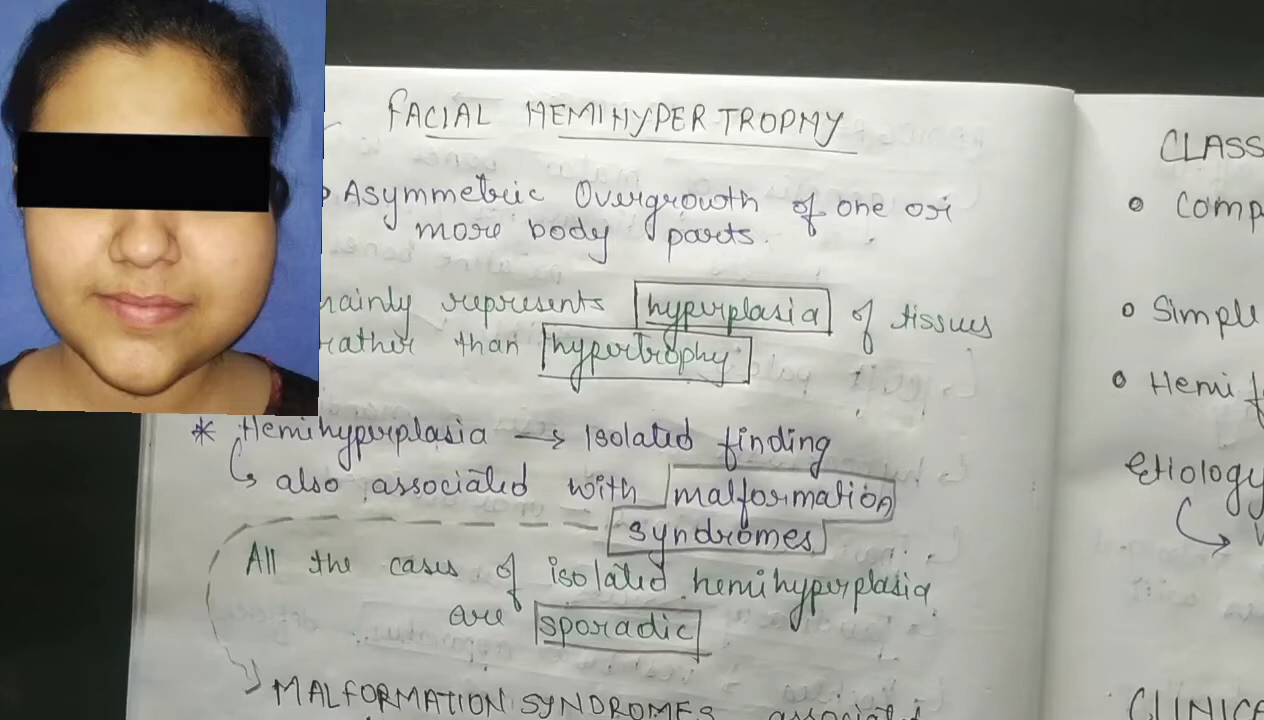 FACIAL HEMIHYPERTROPHY
Asymmetric Overgrowth of one or
more body parts.
mainly represents hyperplasia of tissues
rather than hypertrophy
* Hemihyperplasia → Isolated finding
↳ also associated with malformation
syndromes
All the cases of isolated hemihyperplasia
are sporadic
MALFORMATION SYNDROMES associated
CLASS
Comp
Simple
Hemi f
Etiology
CLINICA